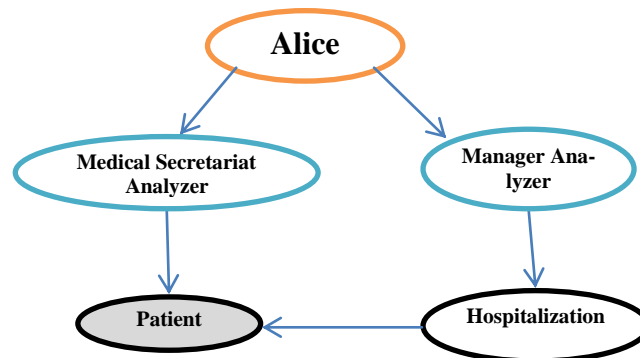 Alice
Medical Secretariat
Analyzer
Manager Ana-
lyzer
Patient
Hospitalization